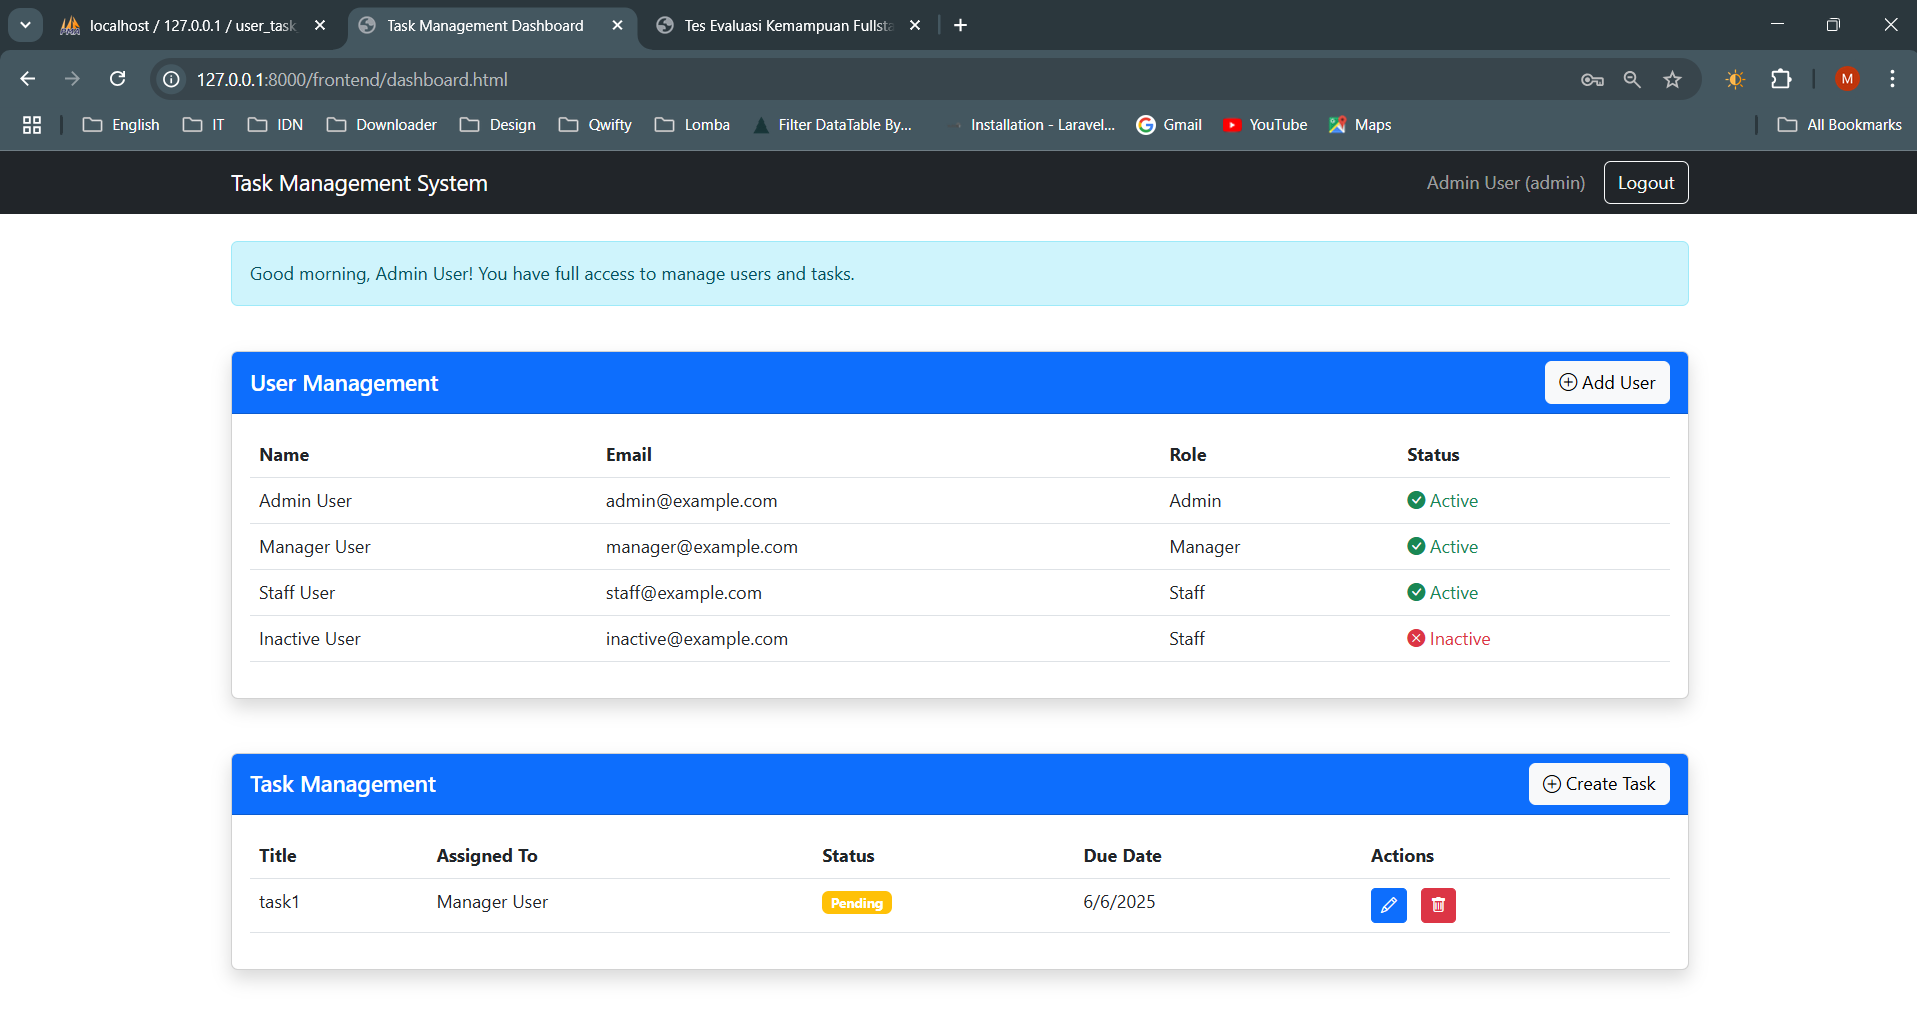 localhost / 127.0.0.1 / user_task
Task Management Dashboard
Tes Evaluasi Kemampuan Fullsta
127.0.0.1:8000/frontend/dashboard.html
M
English
IT
IDN
Downloader
Design
Qwifty
Lomba
Filter DataTable By...
Installation - Laravel...
Gmail
YouTube
Maps
All Bookmarks
Task Management System
Admin User (admin)
Logout
Good morning, Admin User! You have full access to manage users and tasks.
User Management
Add User
Name Email Role Status
Admin User admin@example.com Admin Active
Manager User manager@example.com Manager Active
Staff User staff@example.com Staff Active
Inactive User inactive@example.com Staff Inactive
Task Management
Create Task
Title Assigned To Status Due Date Actions
task1 Manager User Pending 6/6/2025